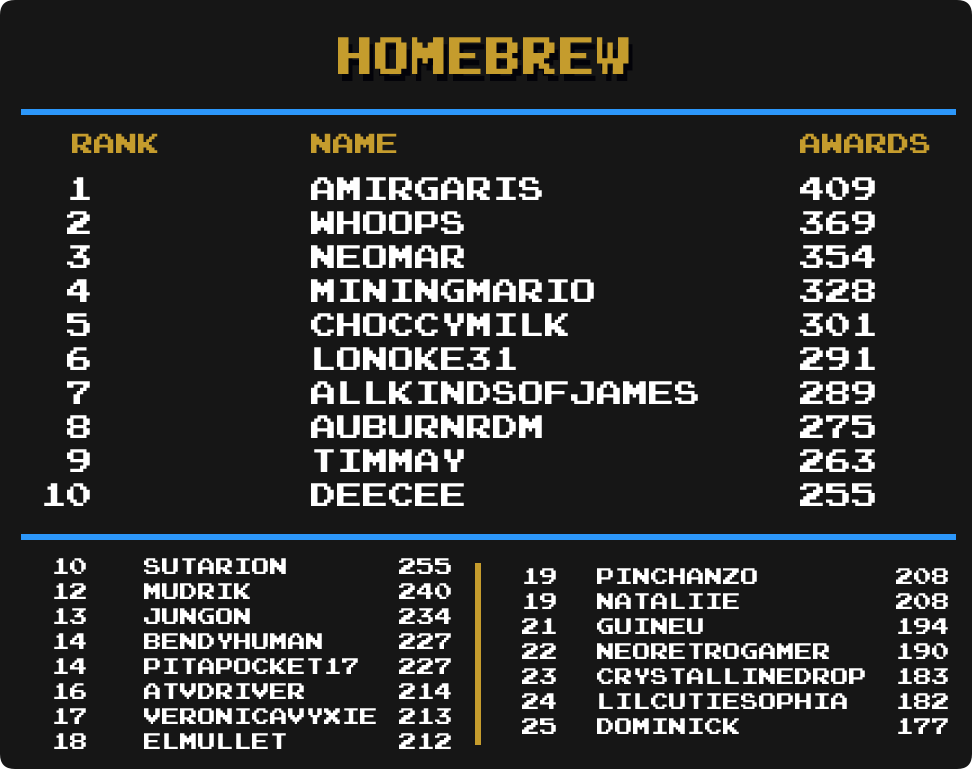 HOMEBREW
RANK NAME AWARDS
1 AMIRGARIS 409
2 WHOOPS 369
3 NEOMAR 354
4 MININGMARIO 328
5 CHOCCYMILK 301
6 LONOKE31 291
7 ALLKINDSOFJAMES 289
8 AUBURNRDM 275
9 TIMMAY 263
10 DEECEE 255
10 SUTARION 255
12 MUDRIK 240
13 JUNGON 234
14 BENDYHUMAN 227
14 PITAPOCKET17 227
16 ATVDRIVER 214
17 VERONICAVYXIE 213
18 ELMULLET 212
19 PINCHANZO 208
19 NATALIIE 208
21 GUINEU 194
22 NEORETROGAMER 190
23 CRYSTALLINEDROP 183
24 LILCUTIESOPHIA 182
25 DOMINICK 177